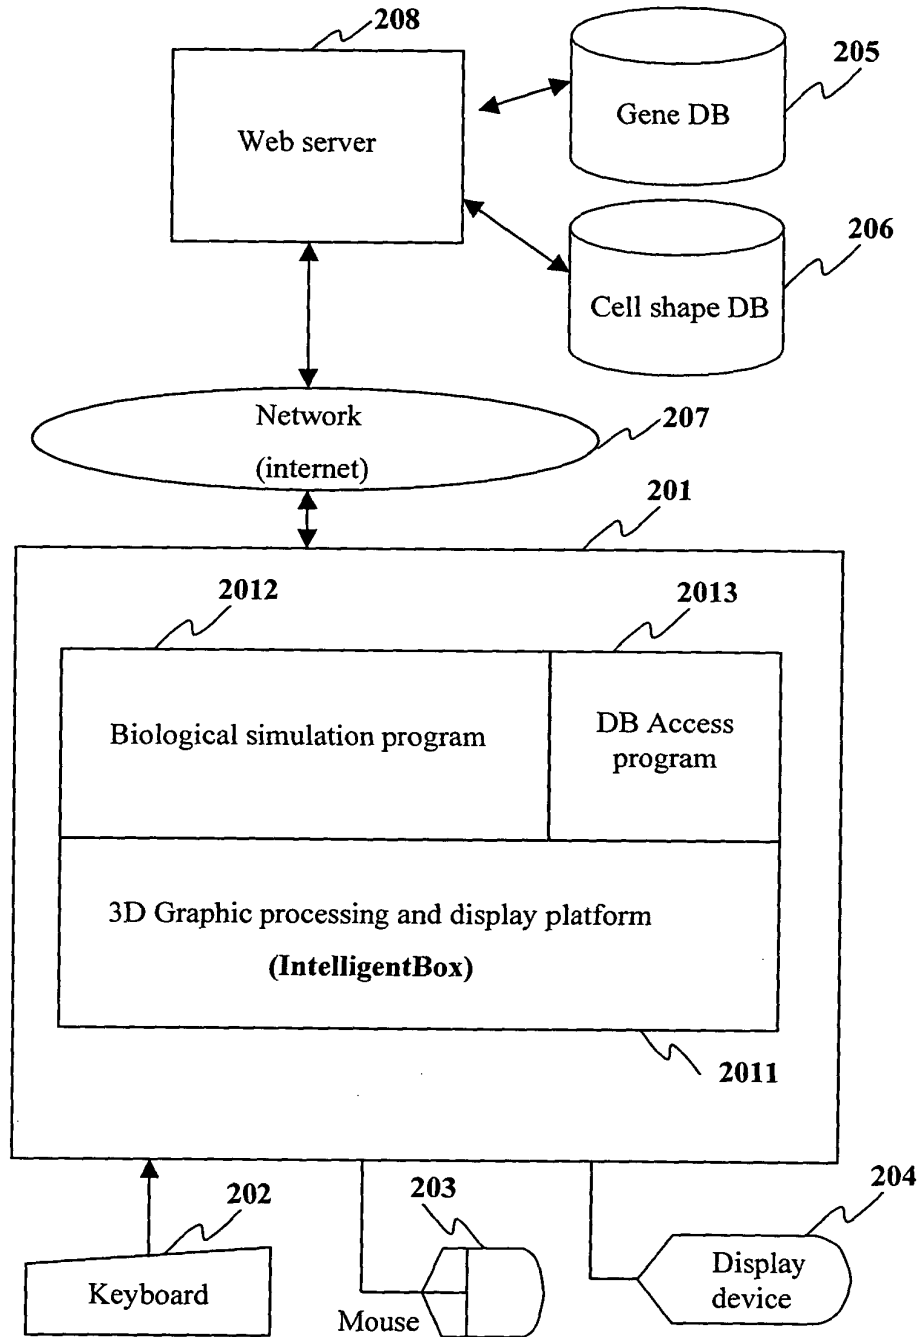 208
205
Web server
Gene DB
206
Cell shape DB
Network
(internet)
207
201
2012
2013
Biological simulation program
DB Access
program
3D Graphic processing and display platform
(IntelligentBox)
2011
202
203
204
Keyboard
Mouse
Display
device